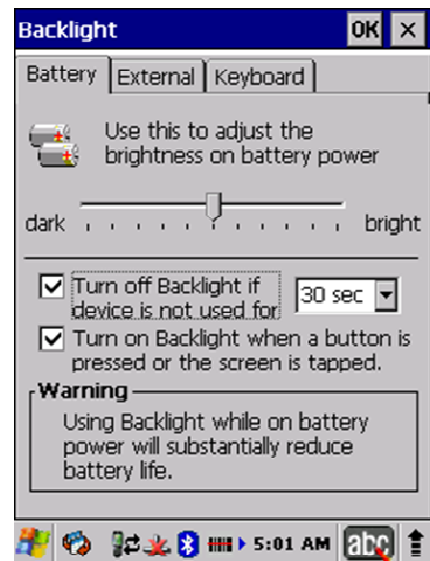 Backlight OK ×
Battery External Keyboard
Use this to adjust the
brightness on battery power
dark bright
Turn off Backlight if
device is not used for 30 sec
Turn on Backlight when a button is
pressed or the screen is tapped.
Warning
Using Backlight while on battery
power will substantially reduce
battery life.
5:01 AM abc